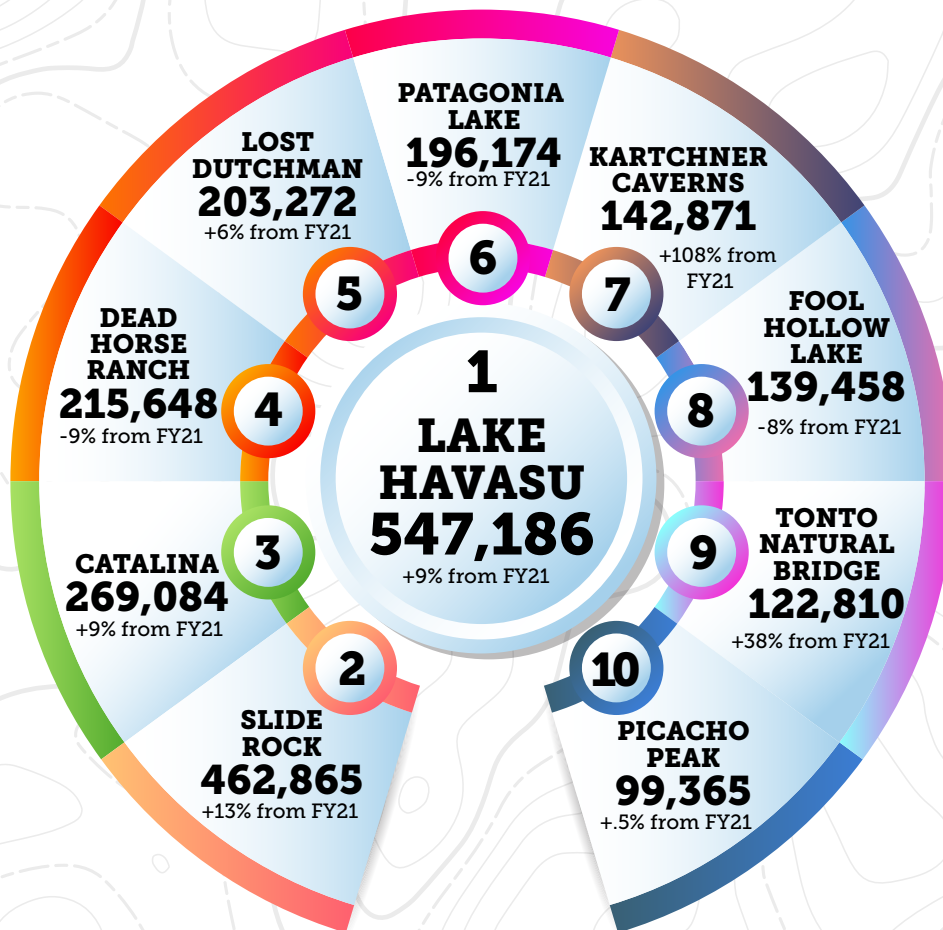 1
LAKE
HAVASU
547,186
+9% from FY21
2
SLIDE
ROCK
462,865
+13% from FY21
3
CATALINA
269,084
+9% from FY21
4
DEAD
HORSE
RANCH
215,648
-9% from FY21
5
LOST
DUTCHMAN
203,272
+6% from FY21
6
PATAGONIA
LAKE
196,174
-9% from FY21
7
KARTCHNER
CAVERNS
142,871
+108% from
FY21
8
FOOL
HOLLOW
LAKE
139,458
-8% from FY21
9
TONTO
NATURAL
BRIDGE
122,810
+38% from FY21
10
PICACHO
PEAK
99,365
+.5% from FY21